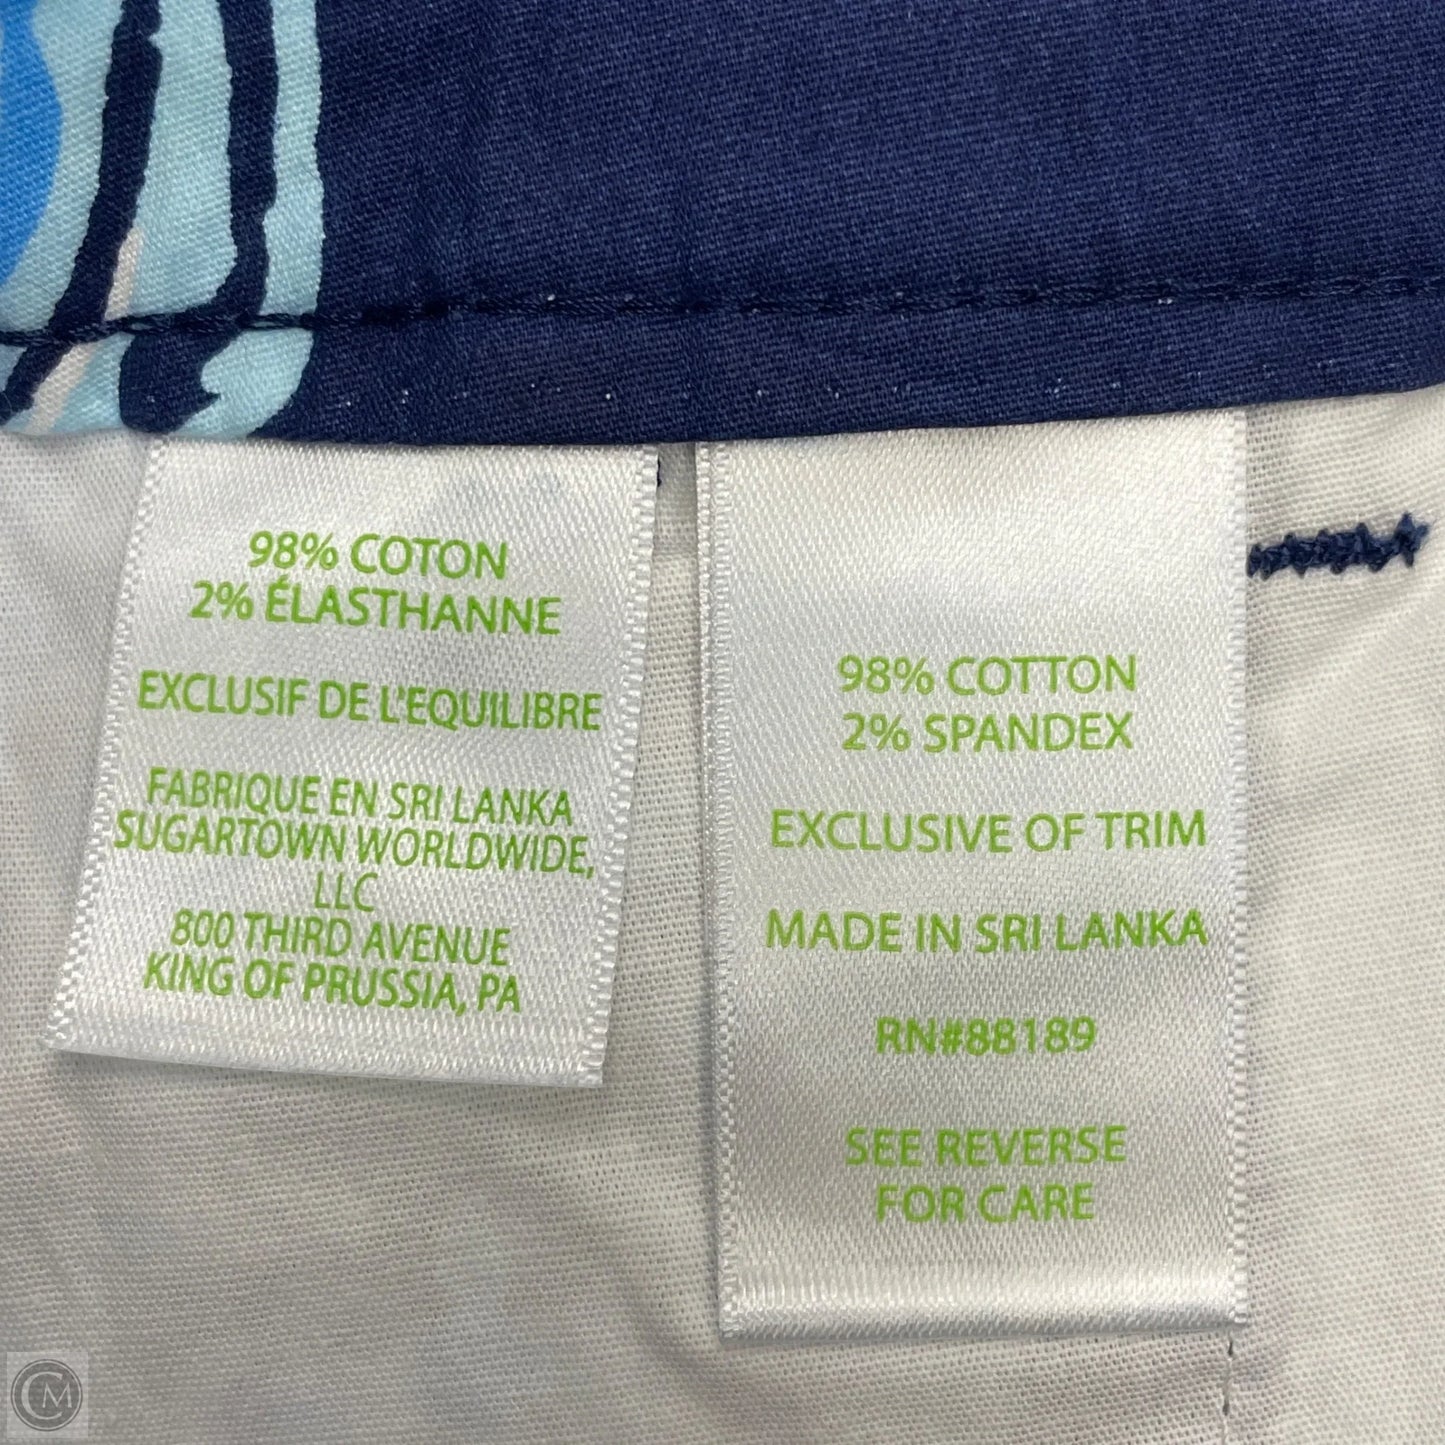 98% COTON
2% ÉLASTHANNE
EXCLUSIF DE L'EQUILIBRE
FABRIQUE EN SRI LANKA
SUGARTOWN WORLDWIDE,
LLC
800 THIRD AVENUE
KING OF PRUSSIA, PA
98% COTTON
2% SPANDEX
EXCLUSIVE OF TRIM
MADE IN SRI LANKA
RN#88189
SEE REVERSE
FOR CARE
CM